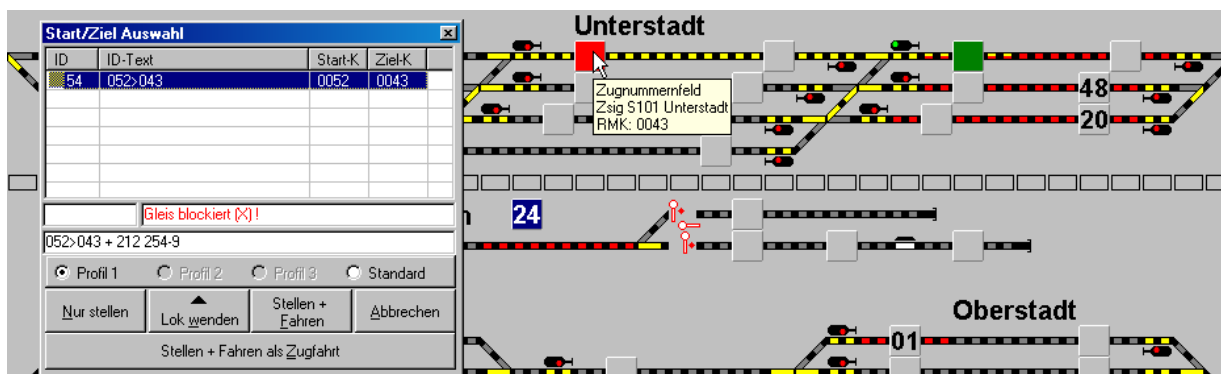 Start/Ziel Auswahl
ID ID-Text Start-K Ziel-K
54 052>043 0052 0043
Gleis blockiert (X) !
052>043 + 212 254-9
Profil 1 Profil 2 Profil 3 Standard
Nur stellen Lok wenden Stellen + Fahren Abbrechen
Stellen + Fahren als Zugfahrt
Unterstadt
Zugnummernfeld
Zsig S101 Unterstadt
RMK: 0043
48
20
24
Oberstadt
01